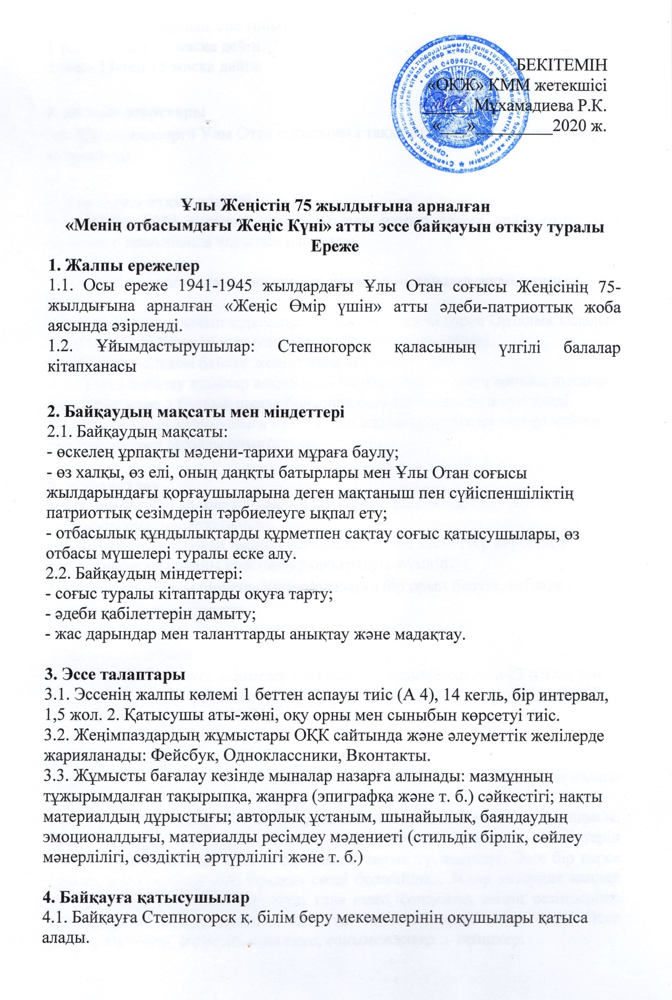 БЕКІТЕМІН
«ОКЖ» КММ жетекшісі
______Мұхамадиева Р.К.
«___» _________2020 ж.
БСН 040940004616
Ұлы Жеңістің 75 жылдығына арналған
«Менің отбасымдағы Жеңіс Күні» атты эссе байқауын өткізу туралы
Ереже
1. Жалпы ережелер
1.1. Осы ереже 1941-1945 жылдардағы Ұлы Отан соғысы Жеңісінің 75-
жылдығына арналған «Жеңіс Өмір үшін» атты әдеби-патриоттық жоба
аясында әзірленді.
1.2. Ұйымдастырушылар: Степногорск қаласының үлгілі балалар
кітапханасы
2. Байқаудың мақсаты мен міндеттері
2.1. Байқаудың мақсаты:
- өскелең ұрпақты мәдени-тарихи мұраға баулу;
- өз халқы, өз елі, оның даңқты батырлары мен Ұлы Отан соғысы
жылдарындағы қорғаушыларына деген мақтаныш пен сүйіспеншіліктің
патриоттық сезімдерін тәрбиелеуге ықпал ету;
- отбасылық құндылықтарды құрметпен сақтау соғыс қатысушылары, өз
отбасы мүшелері туралы еске алу.
2.2. Байқаудың міндеттері:
- соғыс туралы кітаптарды оқуға тарту;
- әдеби қабілеттерін дамыту;
- жас дарындар мен таланттарды анықтау және мадақтау.
3. Эссе талаптары
3.1. Эссенің жалпы көлемі 1 беттен аспауы тиіс (А 4), 14 кегль, бір интервал,
1,5 жол. 2. Қатысушы аты-жөні, оқу орны мен сыныбын көрсетуі тиіс.
3.2. Жеңімпаздардың жұмыстары ОҚК сайтында және әлеуметтік желілерде
жарияланады: Фейсбук, Одноклассники, Вконтакты.
3.3. Жұмысты бағалау кезінде мыналар назарға алынады: мазмұнның
тұжырымдалған тақырыпқа, жанрға (эпиграфқа және т. б.) сәйкестігі; нақты
материалдың дұрыстығы; авторлық ұстаным, шынайылық, баяндаудың
эмоционалдығы, материалды ресімдеу мәдениеті (стильдік бірлік, сөйлеу
мәнерлілігі, сөздіктің әртүрлілігі және т. б.)
4. Байқауға қатысушылар
4.1. Байқауға Степногорск қ. білім беру мекемелерінің оқушылары қатыса
алады.